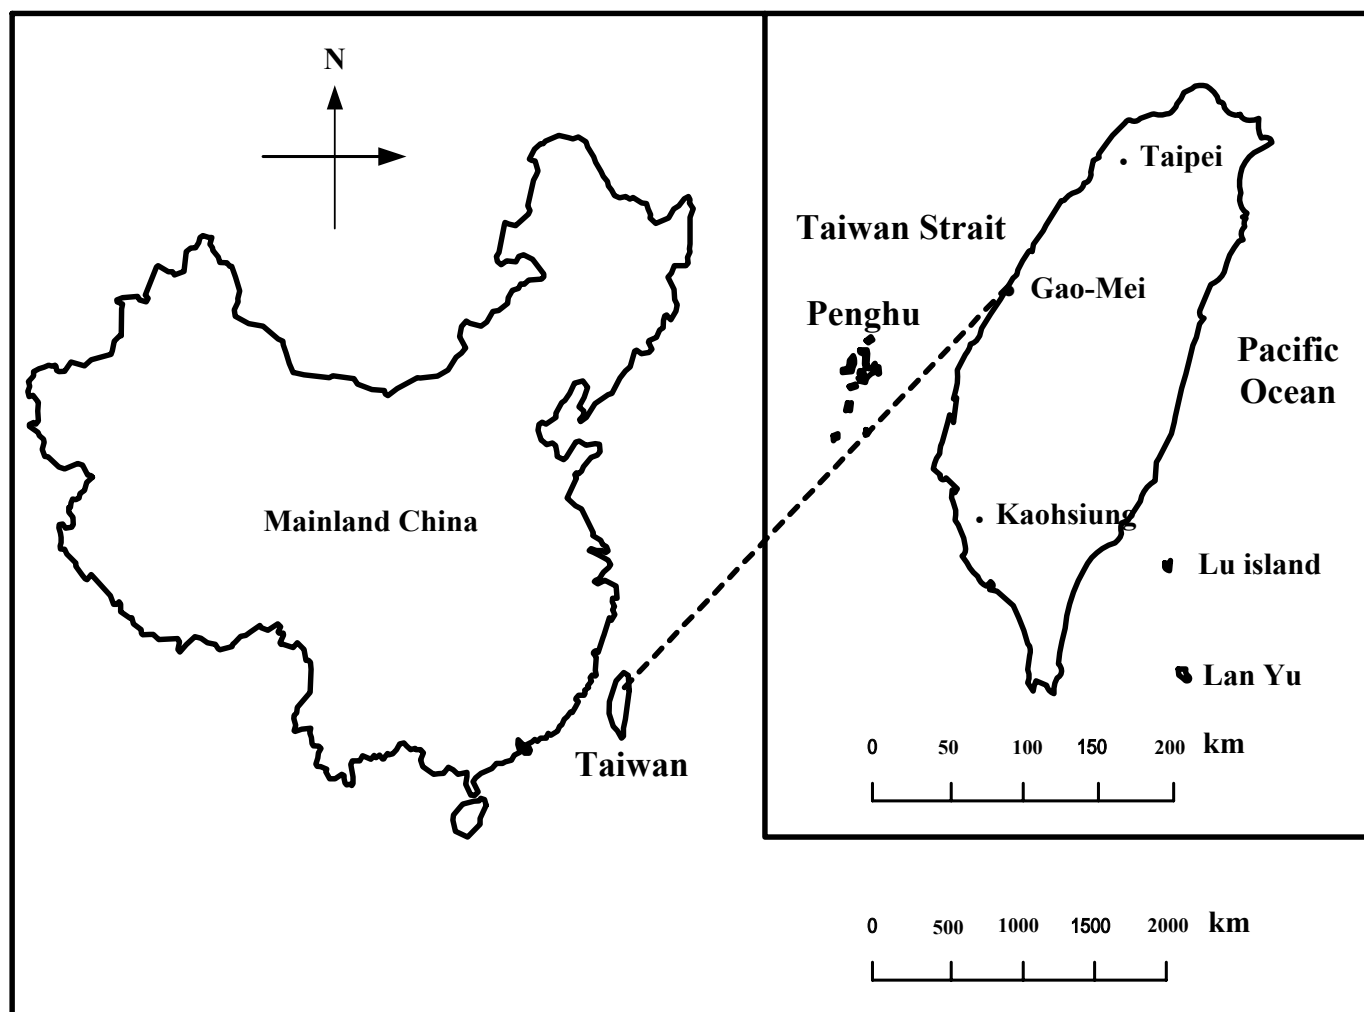 N
Mainland China
Taiwan
Taipei
Taiwan Strait
Gao-Mei
Penghu
Pacific
Ocean
Kaohsiung
Lu island
Lan Yu
0 50 100 150 200 km
0 500 1000 1500 2000 km